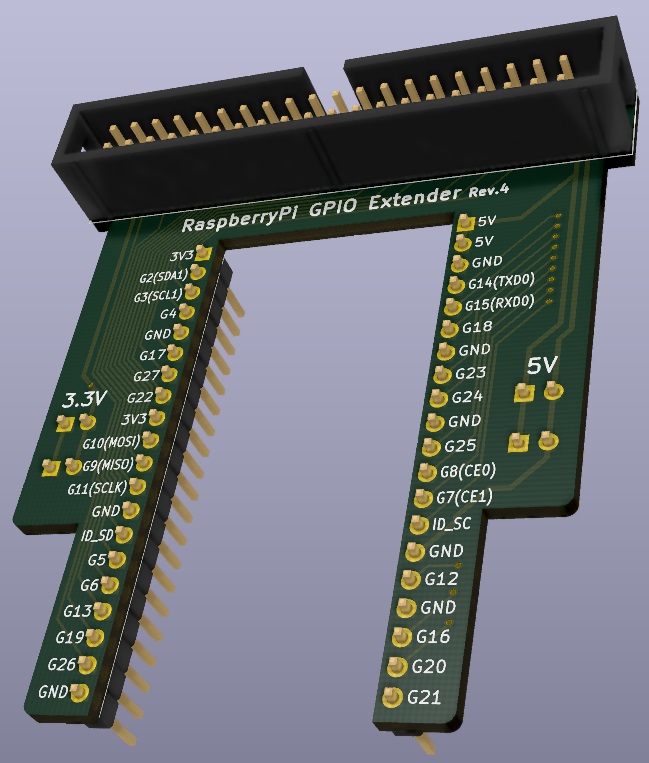 RaspberryPi GPIO Extender Rev.4
3V3
G2(SDA1)
G3(SCL1)
G4
GND
G17
G27
G22
3V3
G10(MOSI)
G9(MISO)
G11(SCLK)
GND
ID_SD
G5
G6
G13
G19
G26
GND
3.3V
5V
5V
GND
G14(TXD0)
G15(RXD0)
G18
GND
G23
G24
GND
G25
G8(CE0)
G7(CE1)
ID_SC
GND
G12
GND
G16
G20
G21
5V